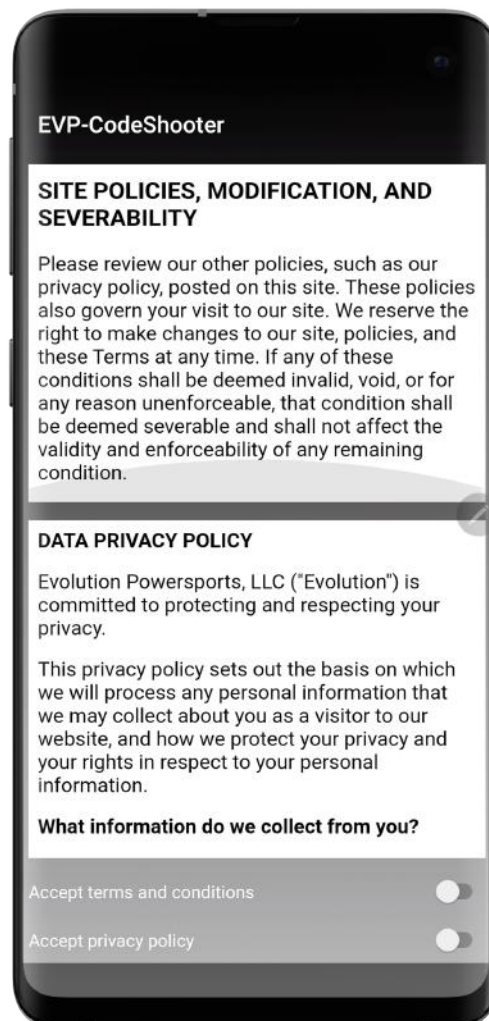 EVP-CodeShooter
SITE POLICIES, MODIFICATION, AND
SEVERABILITY
Please review our other policies, such as our
privacy policy, posted on this site. These policies
also govern your visit to our site. We reserve the
right to make changes to our site, policies, and
these Terms at any time. If any of these
conditions shall be deemed invalid, void, or for
any reason unenforceable, that condition shall
be deemed severable and shall not affect the
validity and enforceability of any remaining
condition.
DATA PRIVACY POLICY
Evolution Powersports, LLC ("Evolution") is
committed to protecting and respecting your
privacy.
This privacy policy sets out the basis on which
we will process any personal information that
we may collect about you as a visitor to our
website, and how we protect your privacy and
your rights in respect to your personal
information.
What information do we collect from you?
Accept terms and conditions
Accept privacy policy